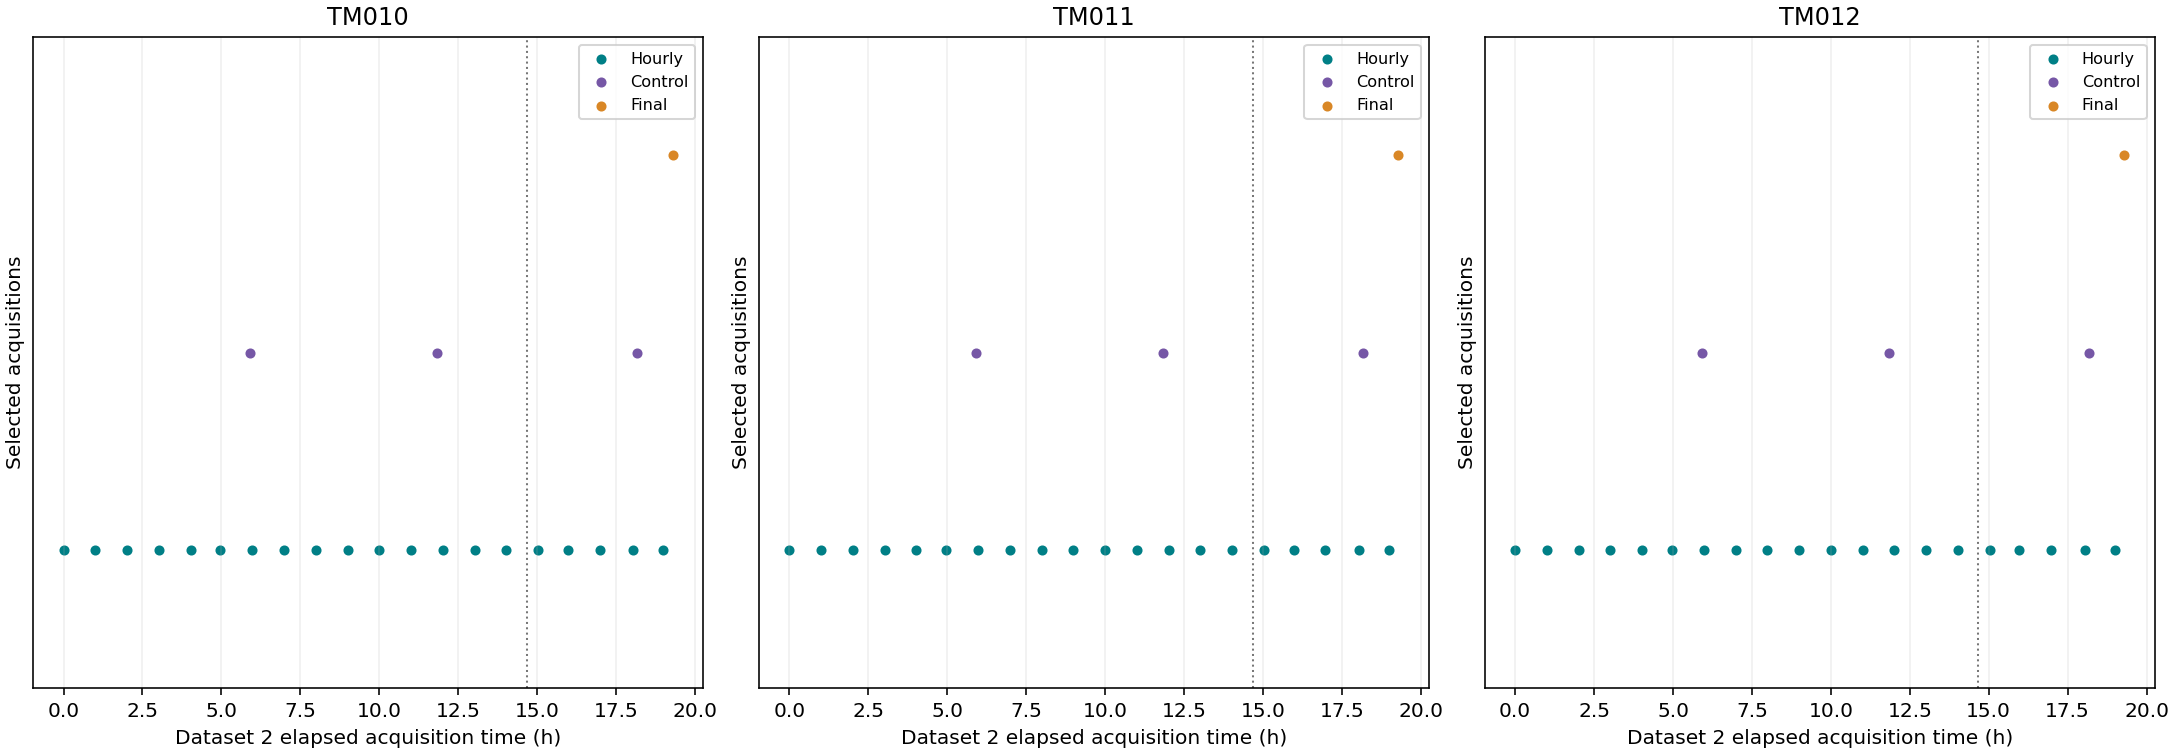 TM010
Hourly
Control
Final
Selected acquisitions
0.0 2.5 5.0 7.5 10.0 12.5 15.0 17.5 20.0
Dataset 2 elapsed acquisition time (h)
TM011
Hourly
Control
Final
Selected acquisitions
0.0 2.5 5.0 7.5 10.0 12.5 15.0 17.5 20.0
Dataset 2 elapsed acquisition time (h)
TM012
Hourly
Control
Final
Selected acquisitions
0.0 2.5 5.0 7.5 10.0 12.5 15.0 17.5 20.0
Dataset 2 elapsed acquisition time (h)